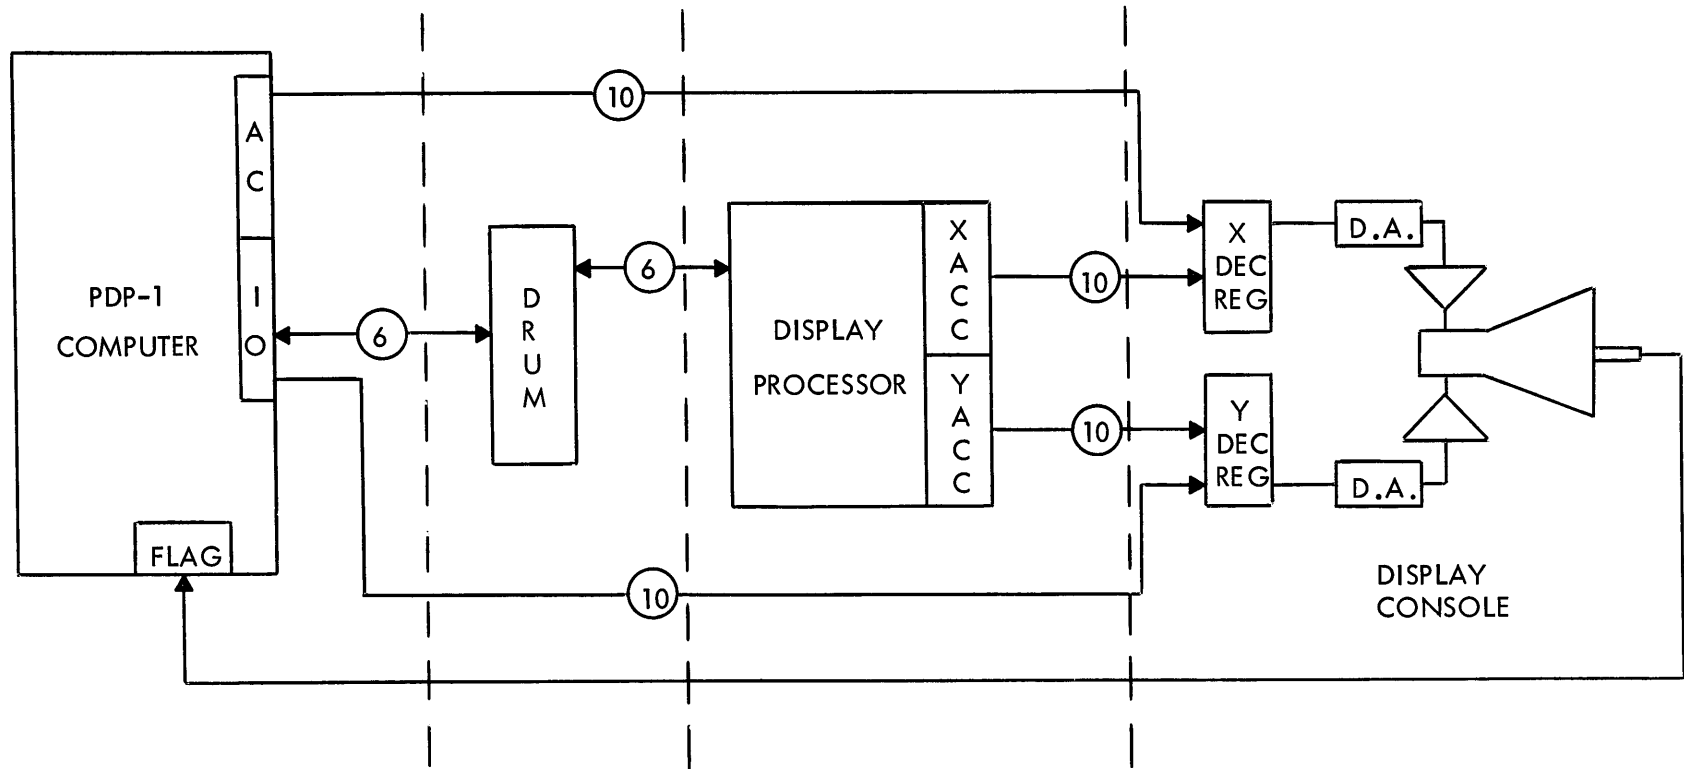 10
A
C
PDP-1
COMPUTER
I
O
6
D
R
U
M
6
DISPLAY
PROCESSOR
X
A
C
C
Y
A
C
C
10
10
X
DEC
REG
D.A.
Y
DEC
REG
D.A.
FLAG
10
DISPLAY
CONSOLE